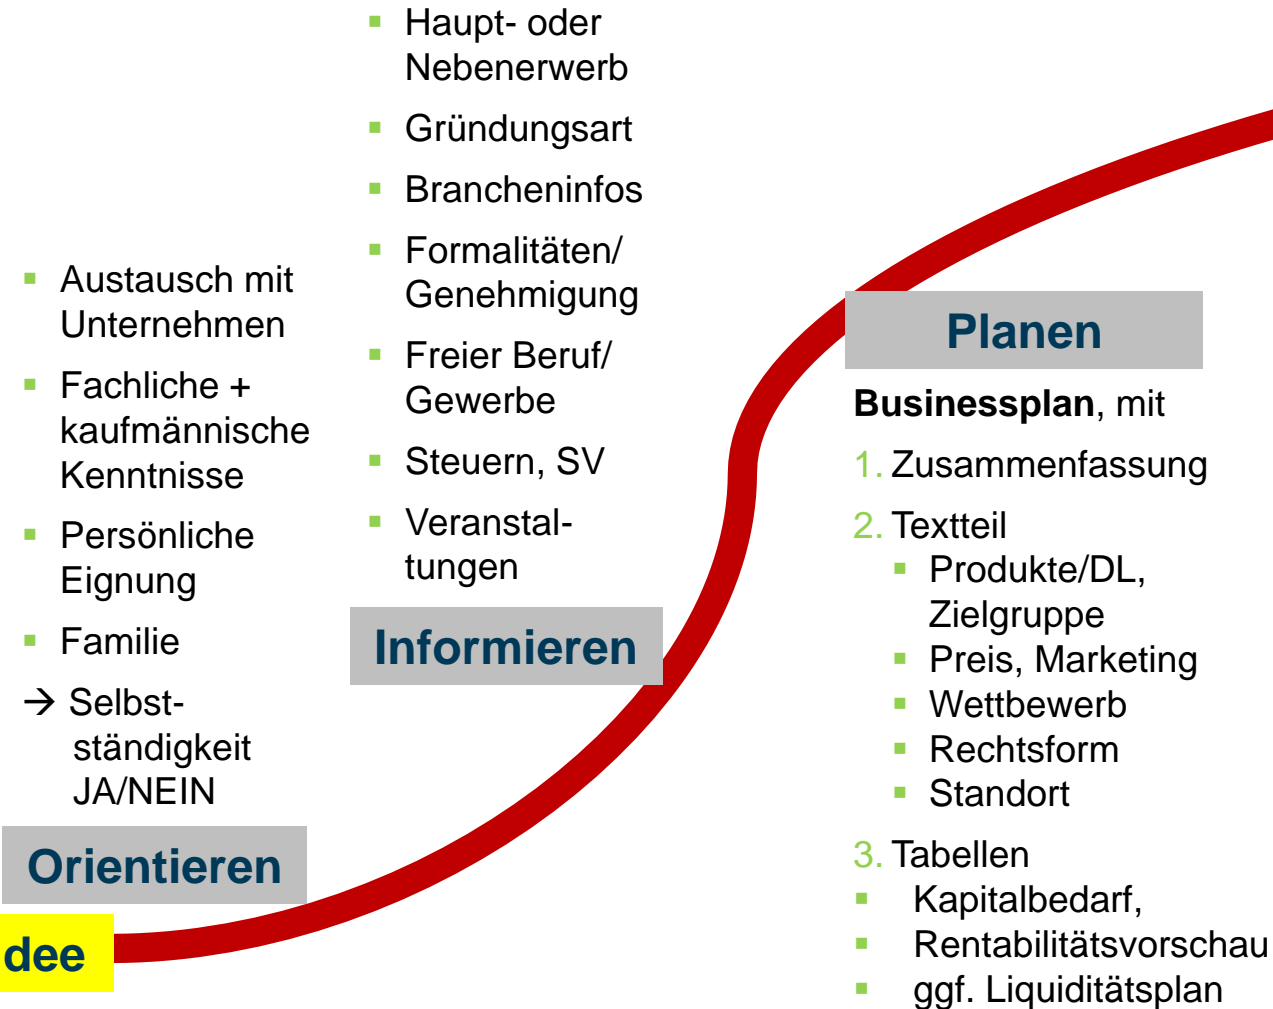 Haupt- oder
Nebenerwerb
Gründungsart
Brancheninfos
Formalitäten/
Genehmigung
Freier Beruf/
Gewerbe
Steuern, SV
Veranstal-
tungen
Informieren
Austausch mit
Unternehmen
Fachliche +
kaufmännische
Kenntnisse
Persönliche
Eignung
Familie
→ Selbst-
ständigkeit
JA/NEIN
Orientieren
dee
Planen
Businessplan, mit
1. Zusammenfassung
2. Textteil
Produkte/DL,
Zielgruppe
Preis, Marketing
Wettbewerb
Rechtsform
Standort
3. Tabellen
Kapitalbedarf,
Rentabilitätsvorschau
ggf. Liquiditätsplan